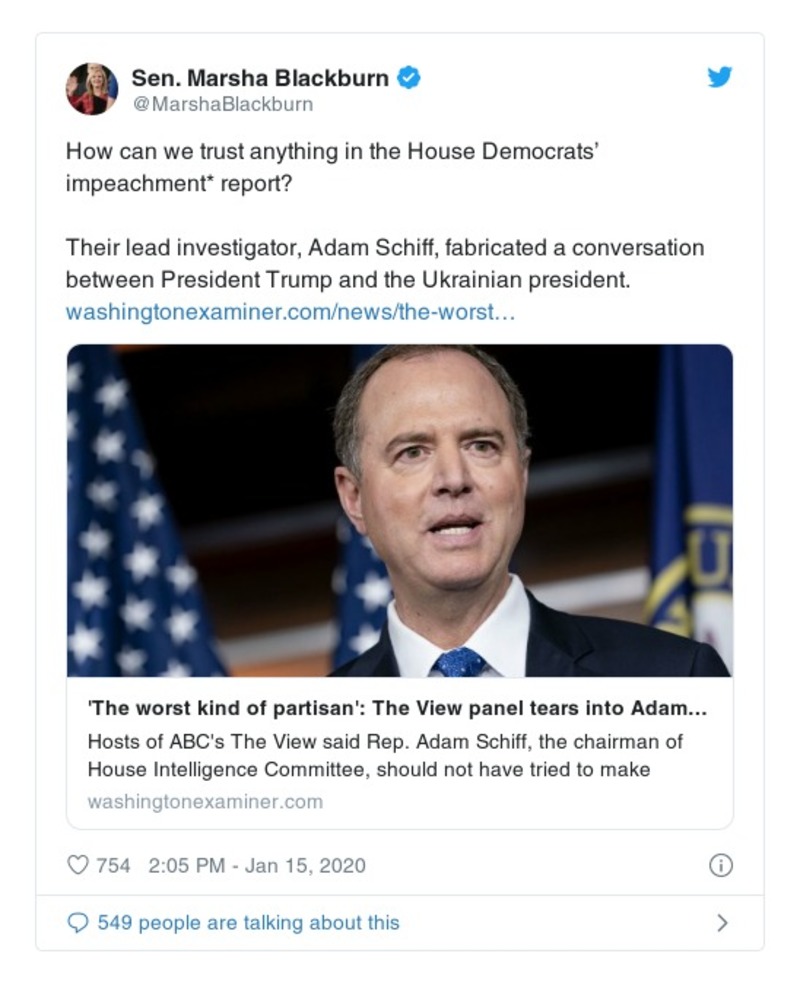 Sen. Marsha Blackburn
@MarshaBlackburn
How can we trust anything in the House Democrats’
impeachment* report?
Their lead investigator, Adam Schiff, fabricated a conversation
between President Trump and the Ukrainian president.
washingtonexaminer.com/news/the-worst…
U
'The worst kind of partisan': The View panel tears into Adam...
Hosts of ABC's The View said Rep. Adam Schiff, the chairman of
House Intelligence Committee, should not have tried to make
washingtonexaminer.com
754 2:05 PM - Jan 15, 2020
549 people are talking about this